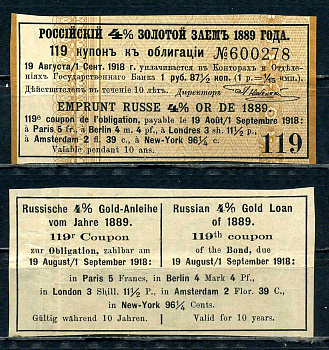 РОССІЙСКІЙ 4% ЗОЛОТОЙ ЗАЕМЪ 1889 ГОДА.
119 купонъ къ облигаціи № 600278
19 Августа/1 Сент. 1918 г. уплачивается въ Конторахъ и Отдѣле-
ніяхъ Государственнаго Банка 1 руб. 87½ коп. (1 р. =1/15 имп.).
Дѣйствителенъ въ теченіе 10 лѣтъ. Директоръ
EMPRUNT RUSSE 4% OR DE 1889.
119e coupon de l'obligation, payable le 19 Août/1 Septembre 1918:
à Paris 5 fr., à Berlin 4 m. 4 pf., à Londres 3 sh. 11½ p.,
à Amsterdam 2 fl. 39 c., à New-York 96¼ c.
Valable pendant 10 ans.
119
Russische 4% Gold-Anleihe
vom Jahre 1889.
119r Coupon
zur Obligation, zahlbar am
19 August/1 September 1918:
Russian 4% Gold Loan
of 1889.
119th coupon
of the Bond, due
19 August/1 September 1918:
in Paris 5 Francs, in Berlin 4 Mark 4 Pf.,
in London 3 Shill. 11½ P., in Amsterdam 2 Flor. 39 C.,
in New-York 96¼ Cents.
Gültig während 10 Jahren.
Valid for 10 years.